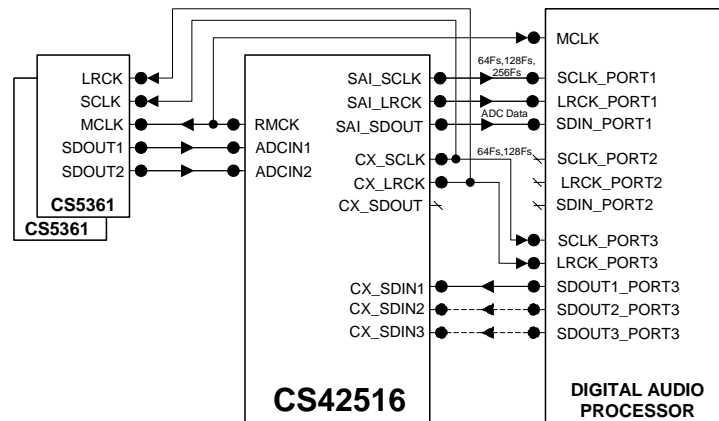 LRCK
SCLK
MCLK
SDOUT1
SDOUT2
CS5361
CS5361
RMCK
ADCIN1
ADCIN2
SAI_SCLK
SAI_LRCK
SAI_SDOUT
CX_SCLK
CX_LRCK
CX_SDOUT
CX_SDIN1
CX_SDIN2
CX_SDIN3
CS42516
64Fs,128Fs,
256Fs
ADC Data
64Fs,128Fs
MCLK
SCLK_PORT1
LRCK_PORT1
SDIN_PORT1
SCLK_PORT2
LRCK_PORT2
SDIN_PORT2
SCLK_PORT3
LRCK_PORT3
SDOUT1_PORT3
SDOUT2_PORT3
SDOUT3_PORT3
DIGITAL AUDIO
PROCESSOR